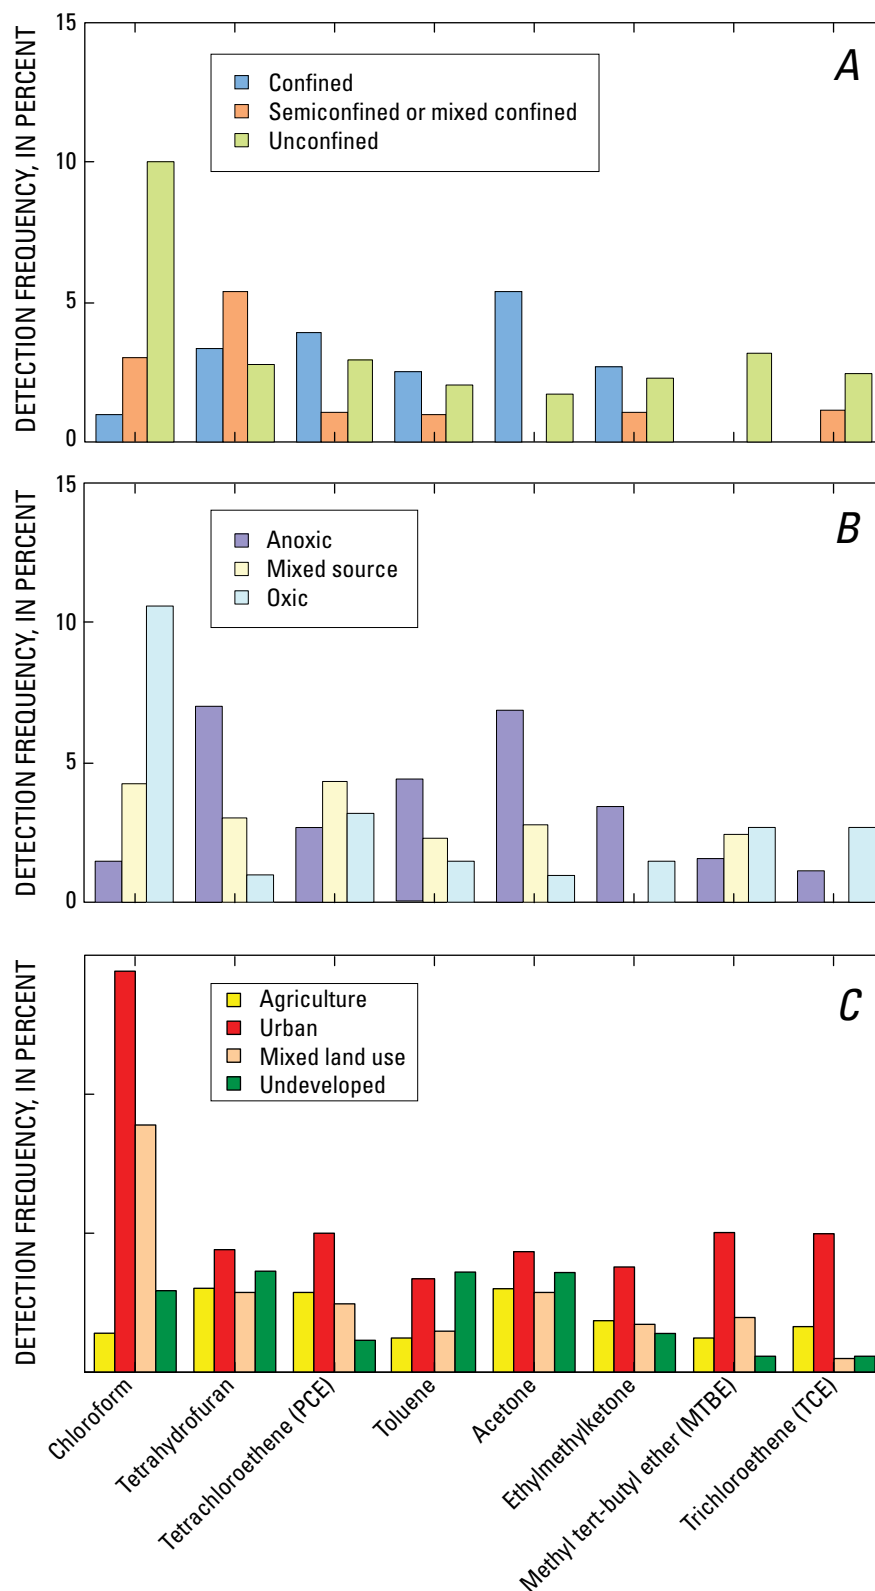 15
A
Confined
Semiconfined or mixed confined
Unconfined
10
5
0
DETECTION FREQUENCY, IN PERCENT
15
B
Anoxic
Mixed source
Oxic
10
5
0
DETECTION FREQUENCY, IN PERCENT
C
Agriculture
Urban
Mixed land use
Undeveloped
DETECTION FREQUENCY, IN PERCENT
Chloroform
Tetrahydrofuran
Tetrachloroethene (PCE)
Toluene
Acetone
Ethylmethylketone
Methyl tert-butyl ether (MTBE)
Trichloroethene (TCE)